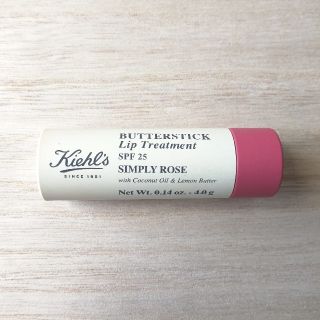 Kiehl's
SINCE 1851
BUTTERSTICK
Lip Treatment
SPF 25
SIMPLY ROSE
with Coconut Oil & Lemon Butter
Net Wt. 0.14 oz. - 4.0 g